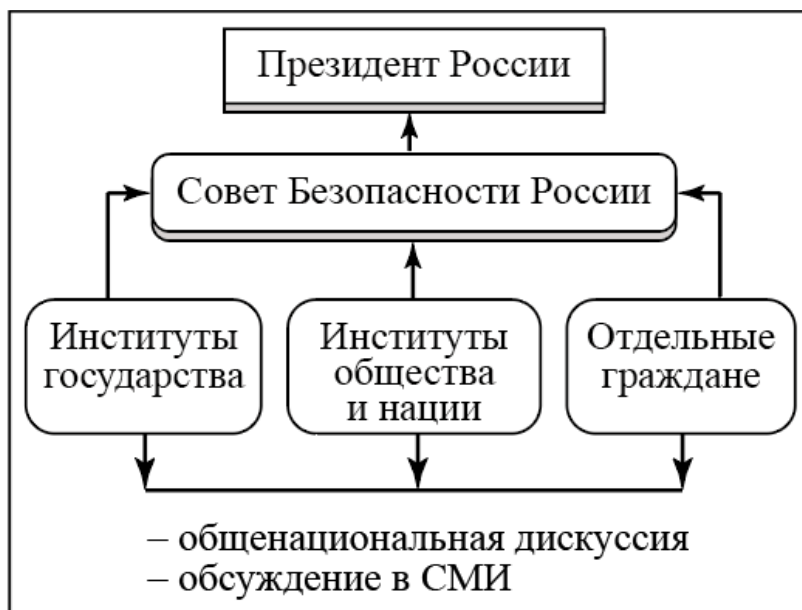 Президент России
Совет Безопасности России
Институты
государства
Институты
общества
и нации
Отдельные
граждане
– общенациональная дискуссия
– обсуждение в СМИ